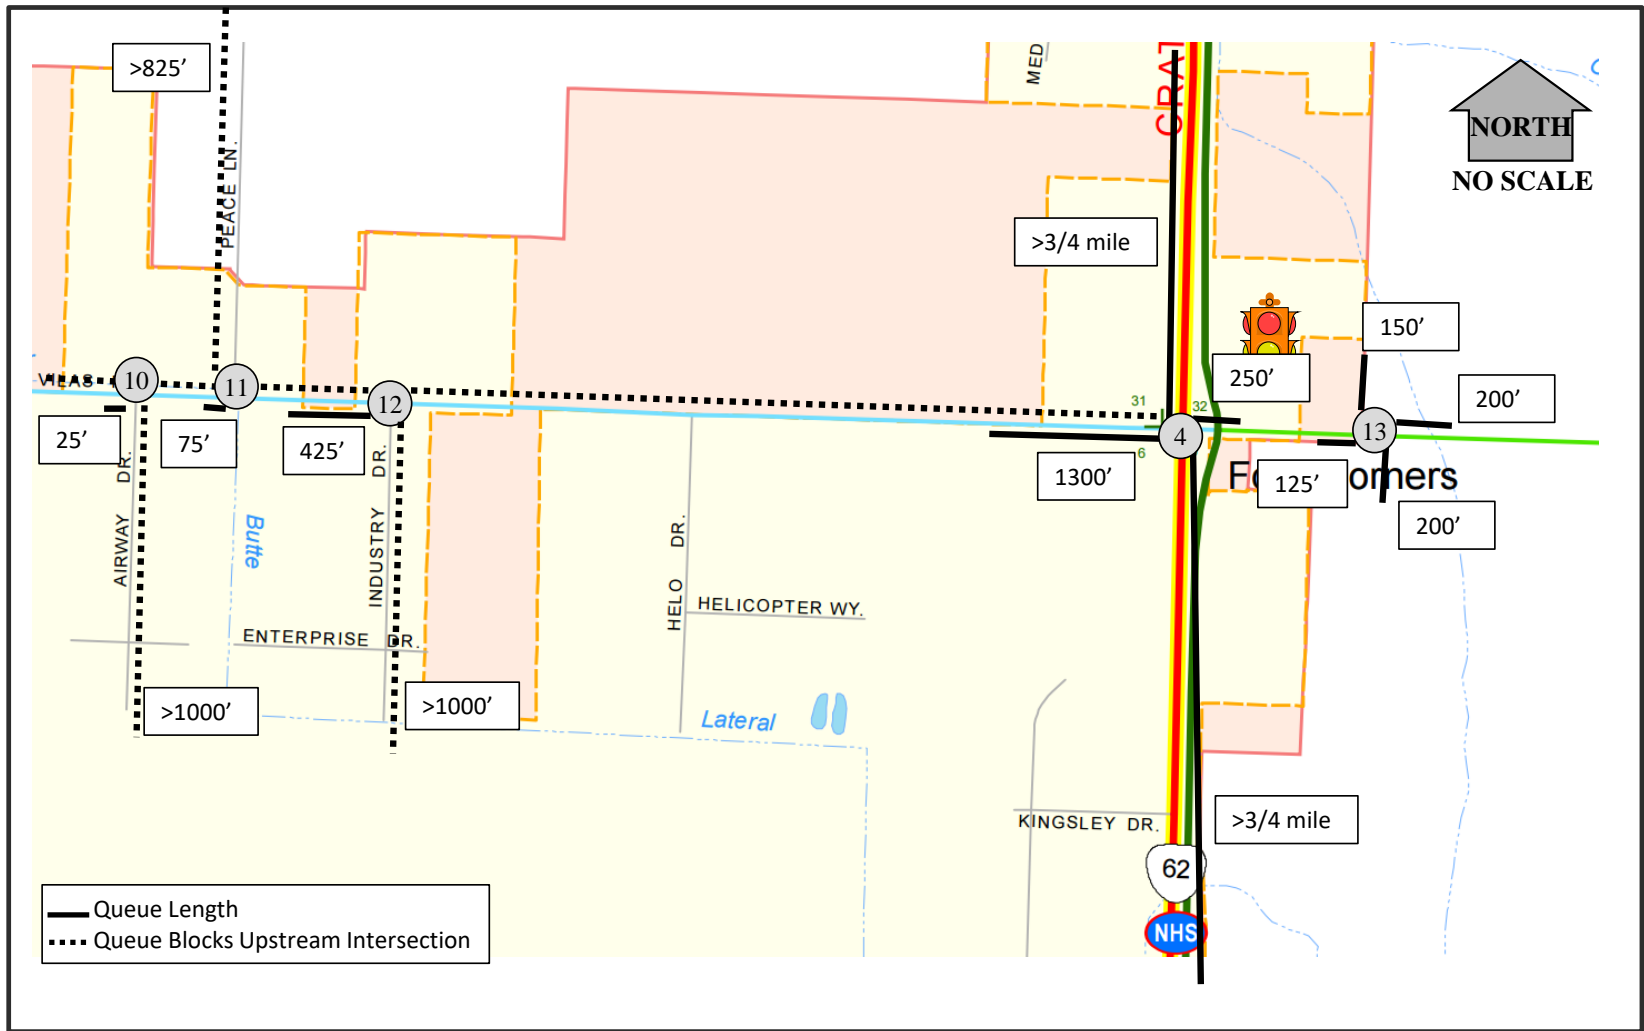 >825’
MED
CRAT
NORTH
NO SCALE
PEACE LN.
>3/4 mile
150’
250’
200’
VILAS
10
11
12
31
32
4
6
13
25’
75’
425’
1300’
125’
200’
AIRWAY DR.
Butte
INDUSTRY DR.
HELO DR.
HELICOPTER WY.
ENTERPRISE DR.
>1000’
>1000’
Lateral
KINGSLEY DR.
>3/4 mile
62
NHS
Queue Length
Queue Blocks Upstream Intersection